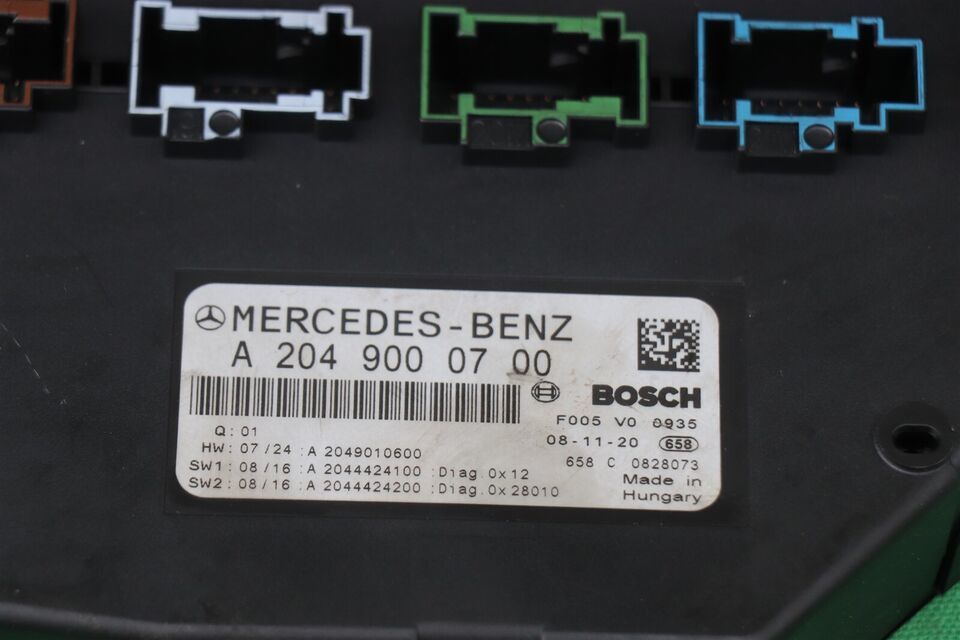 MERCEDES-BENZ
A 204 900 07 00
BOSCH
F005 V0 0935
Q: 01
08-11-20 658
HW: 07/24 :A 2049010600
658 C 0828073
SW1: 08/16 :A 2044424100 :Diag.0x12
Made in
SW2: 08/16 :A 2044424200 :Diag.0x28010
Hungary